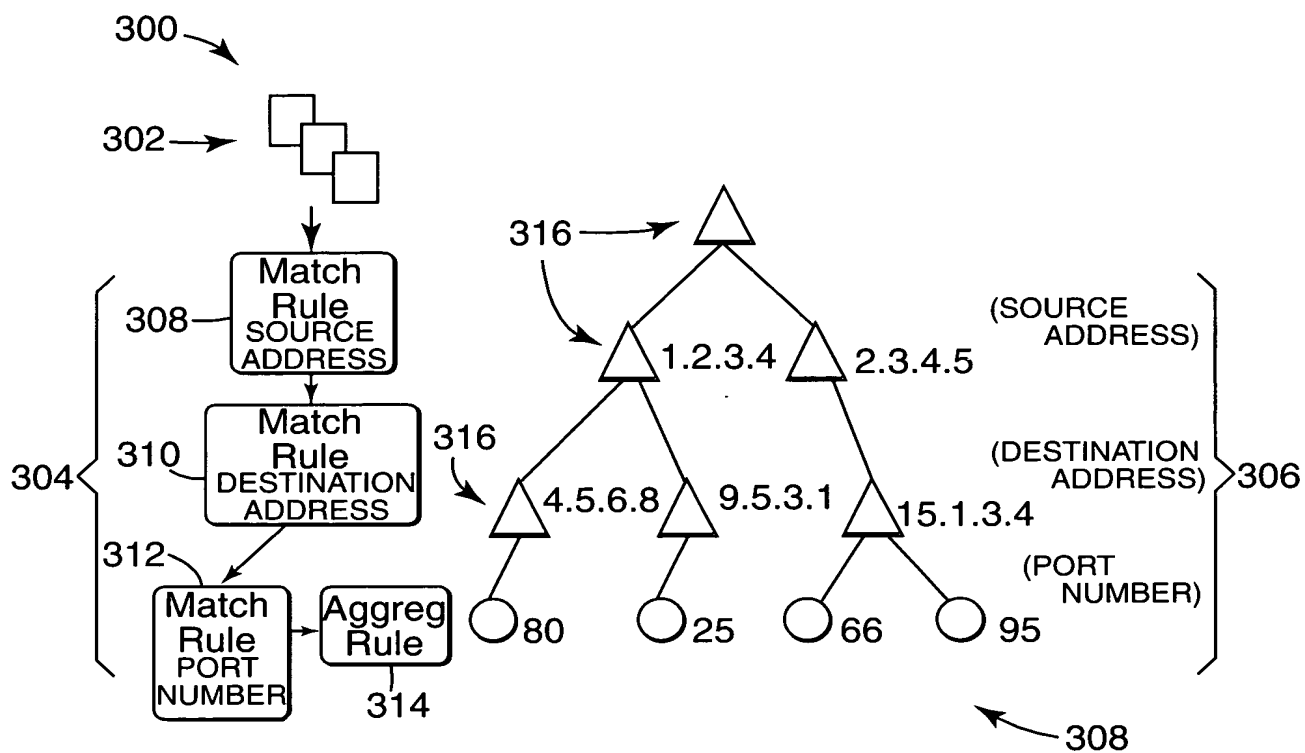 300
302
Match
Rule
SOURCE
ADDRESS
308
Match
Rule
DESTINATION
ADDRESS
310
304
312
Match
Rule
PORT
NUMBER
Aggreg
Rule
314
316
1.2.3.4
2.3.4.5
316
4.5.6.8
9.5.3.1
15.1.3.4
80
25
66
95
(SOURCE
ADDRESS)
(DESTINATION
ADDRESS)
306
(PORT
NUMBER)
308